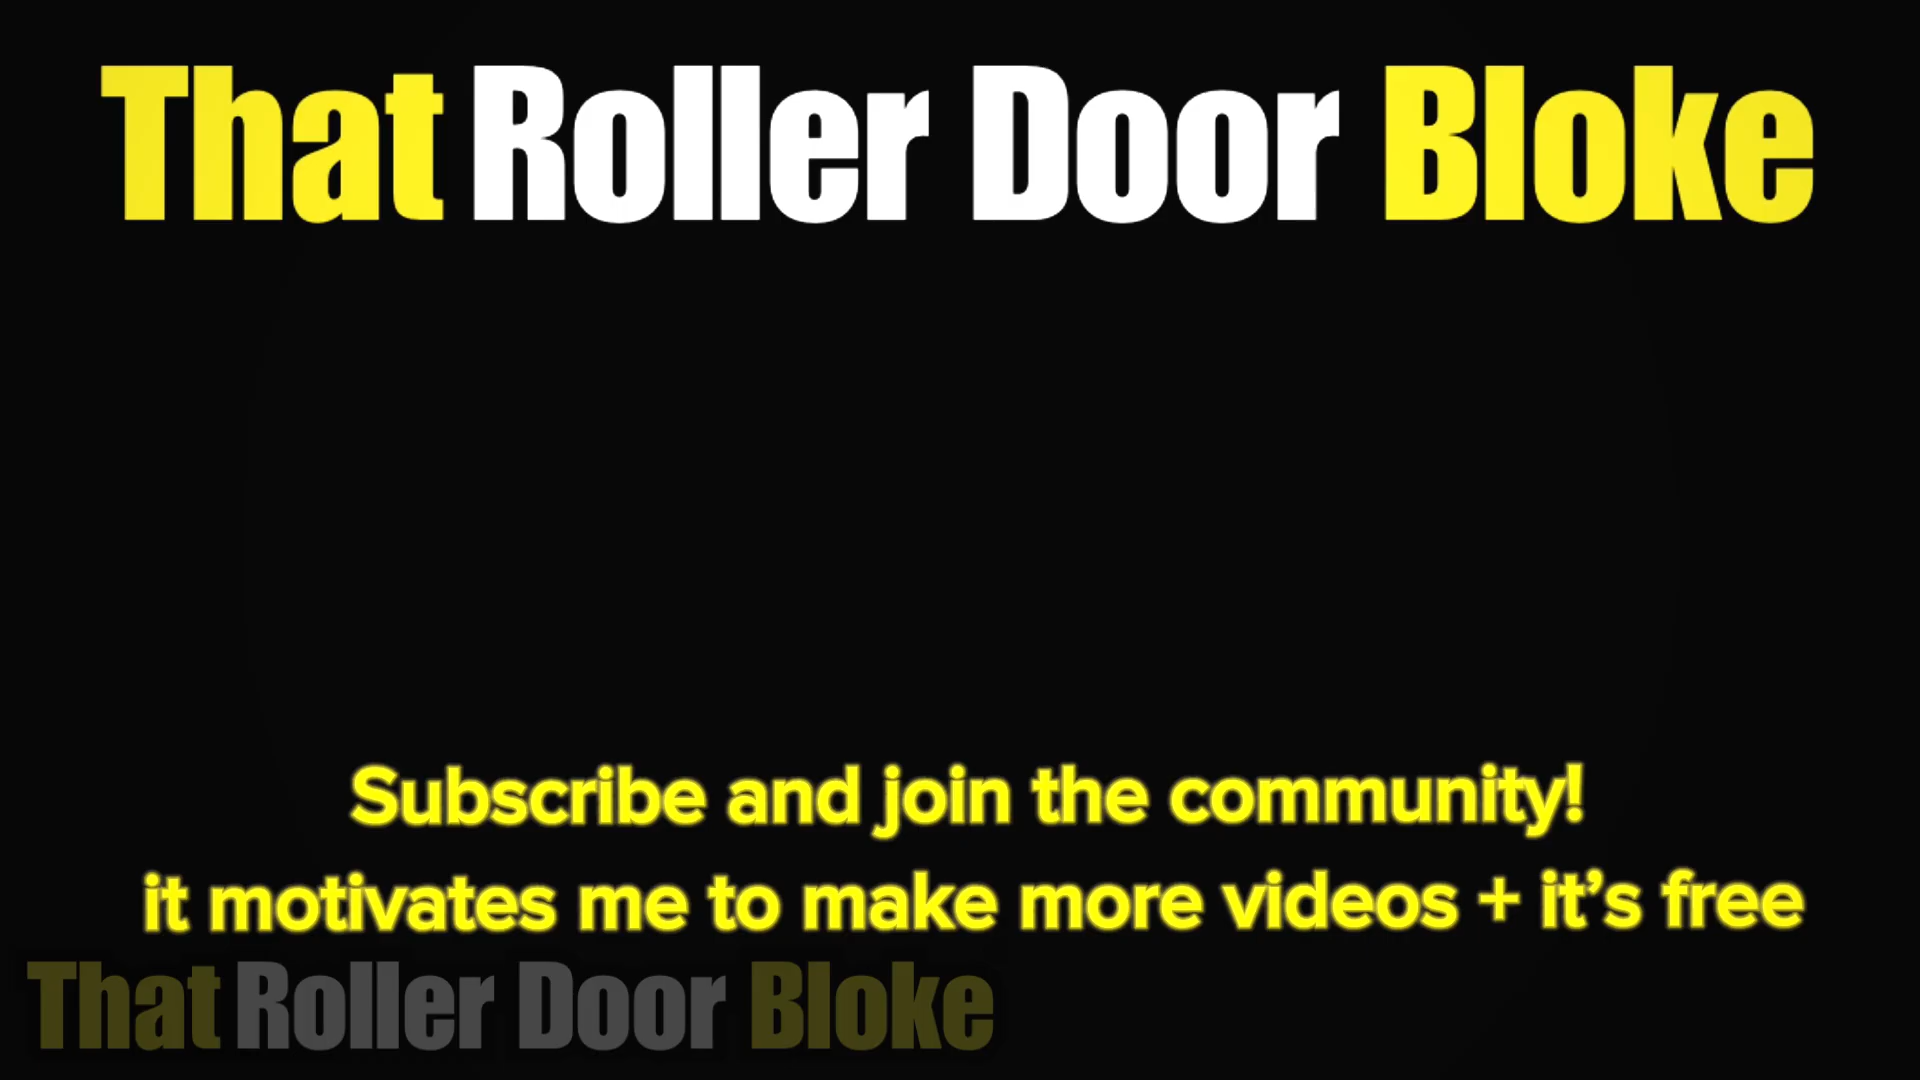 That Roller Door Bloke
Subscribe and join the community!
it motivates me to make more videos + it’s free
That Roller Door Bloke